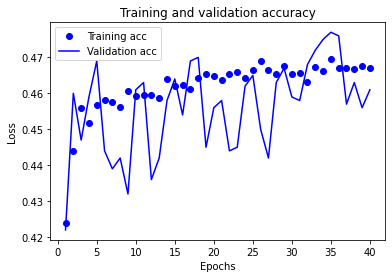 Training and validation accuracy
Training acc
Validation acc
Loss
0.47
0.46
0.45
0.44
0.43
0.42
0 5 10 15 20 25 30 35 40
Epochs